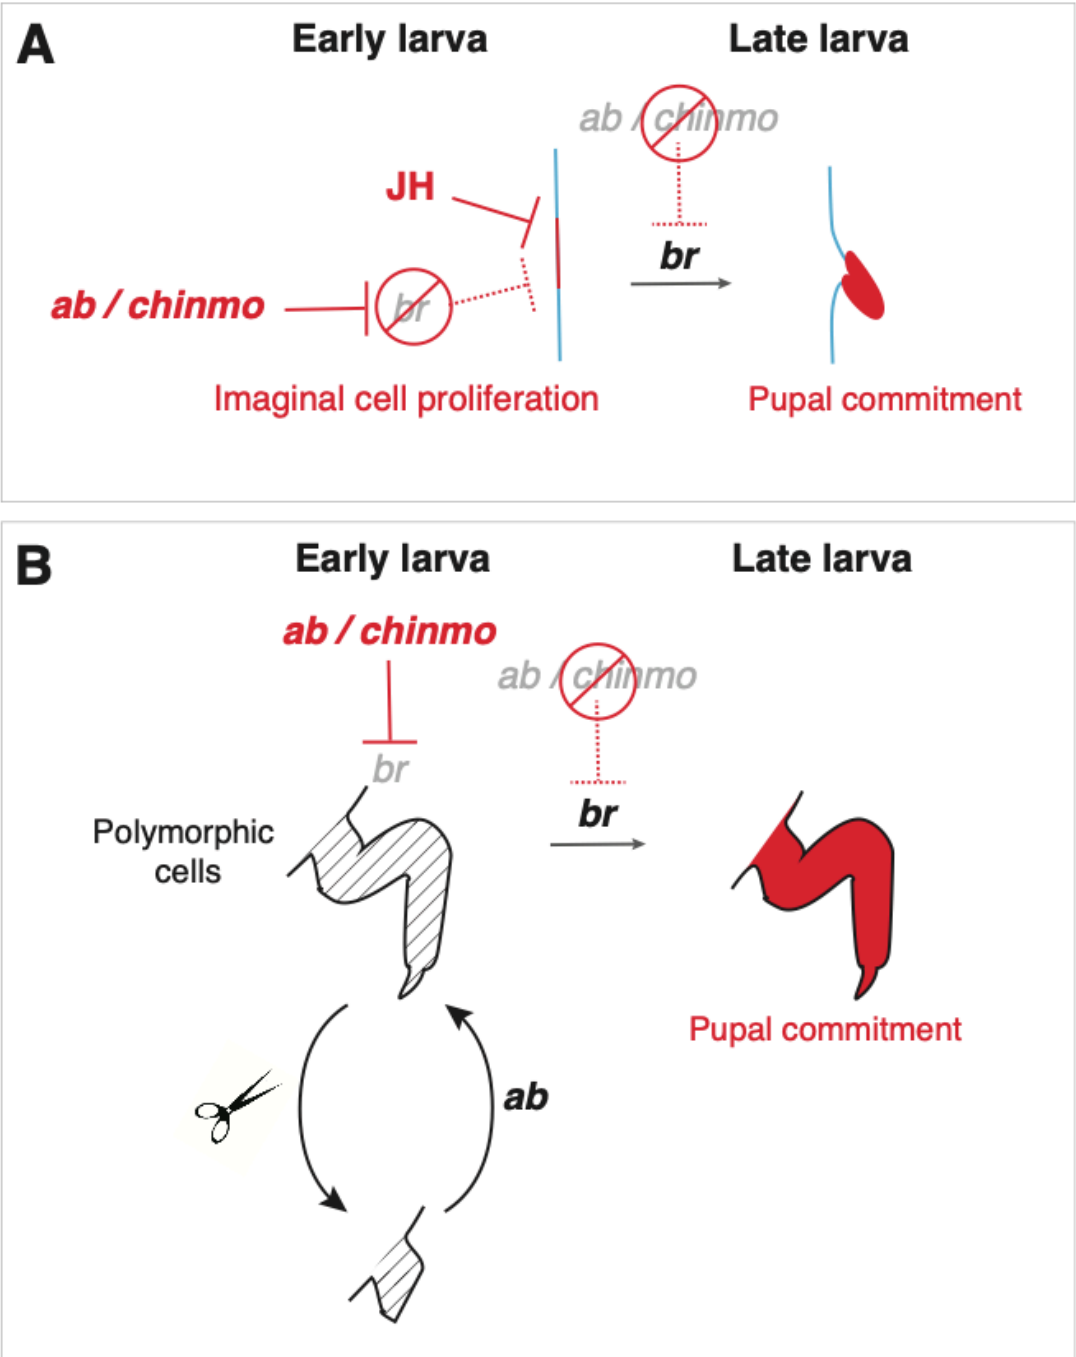 A
Early larva
Late larva
ab / chinmo
JH
br
ab / chinmo
br
Imaginal cell proliferation
Pupal commitment
B
Early larva
Late larva
ab / chinmo
ab / chinmo
br
br
Polymorphic
cells
Pupal commitment
ab